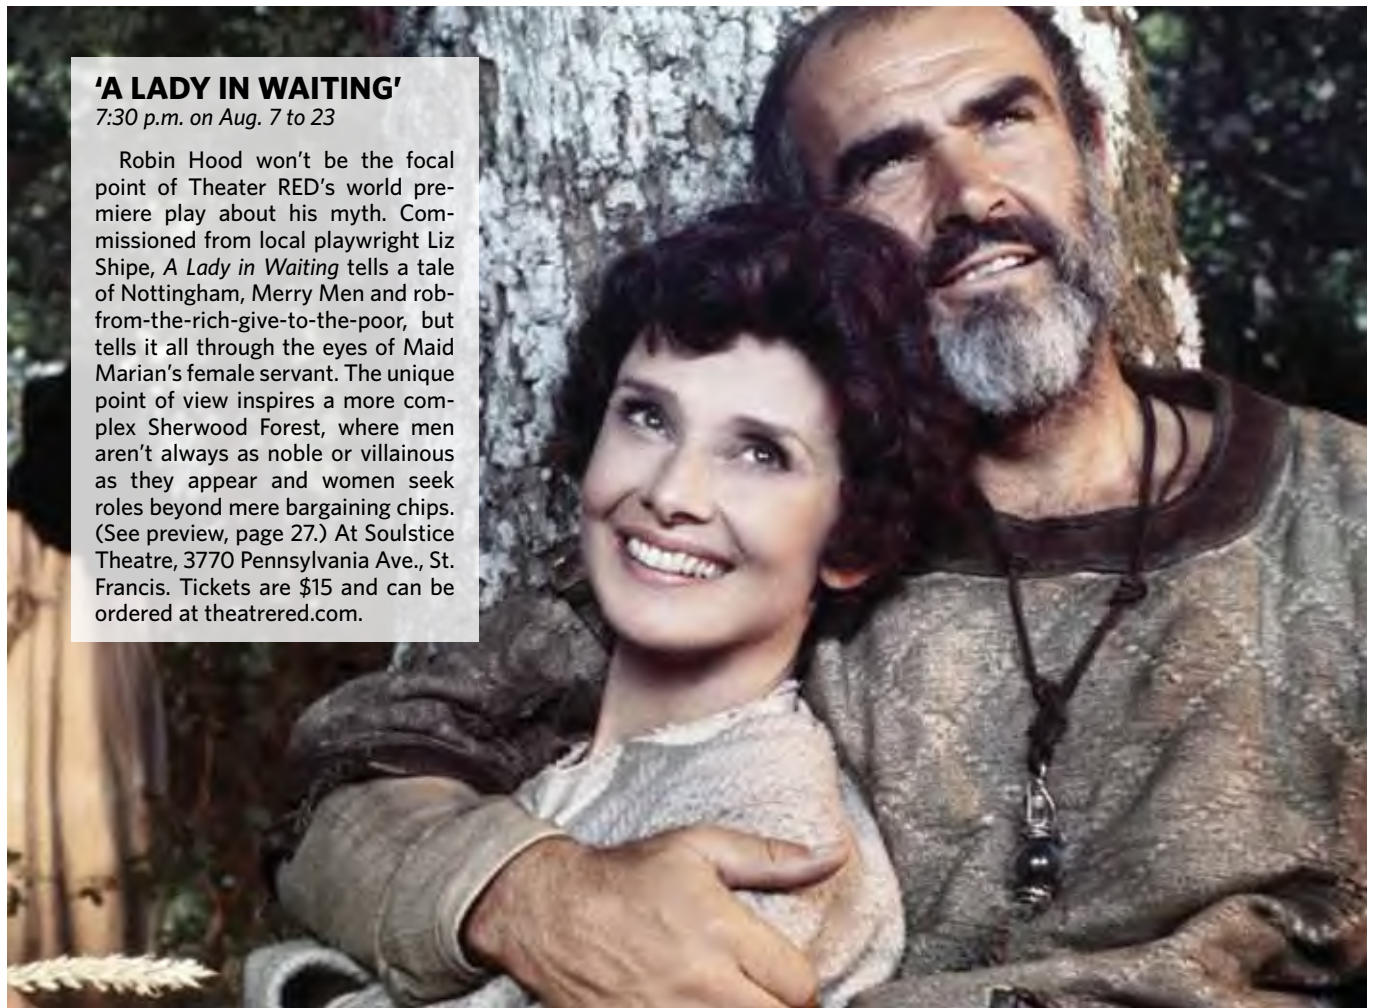 ‘A LADY IN WAITING’
7:30 p.m. on Aug. 7 to 23
Robin Hood won’t be the focal
point of Theater RED’s world pre-
miere play about his myth. Com-
missioned from local playwright Liz
Shipe, A Lady in Waiting tells a tale
of Nottingham, Merry Men and rob-
from-the-rich-give-to-the-poor, but
tells it all through the eyes of Maid
Marian’s female servant. The unique
point of view inspires a more com-
plex Sherwood Forest, where men
aren’t always as noble or villainous
as they appear and women seek
roles beyond mere bargaining chips.
(See preview, page 27.) At Soulstice
Theatre, 3770 Pennsylvania Ave., St.
Francis. Tickets are $15 and can be
ordered at theatrered.com.